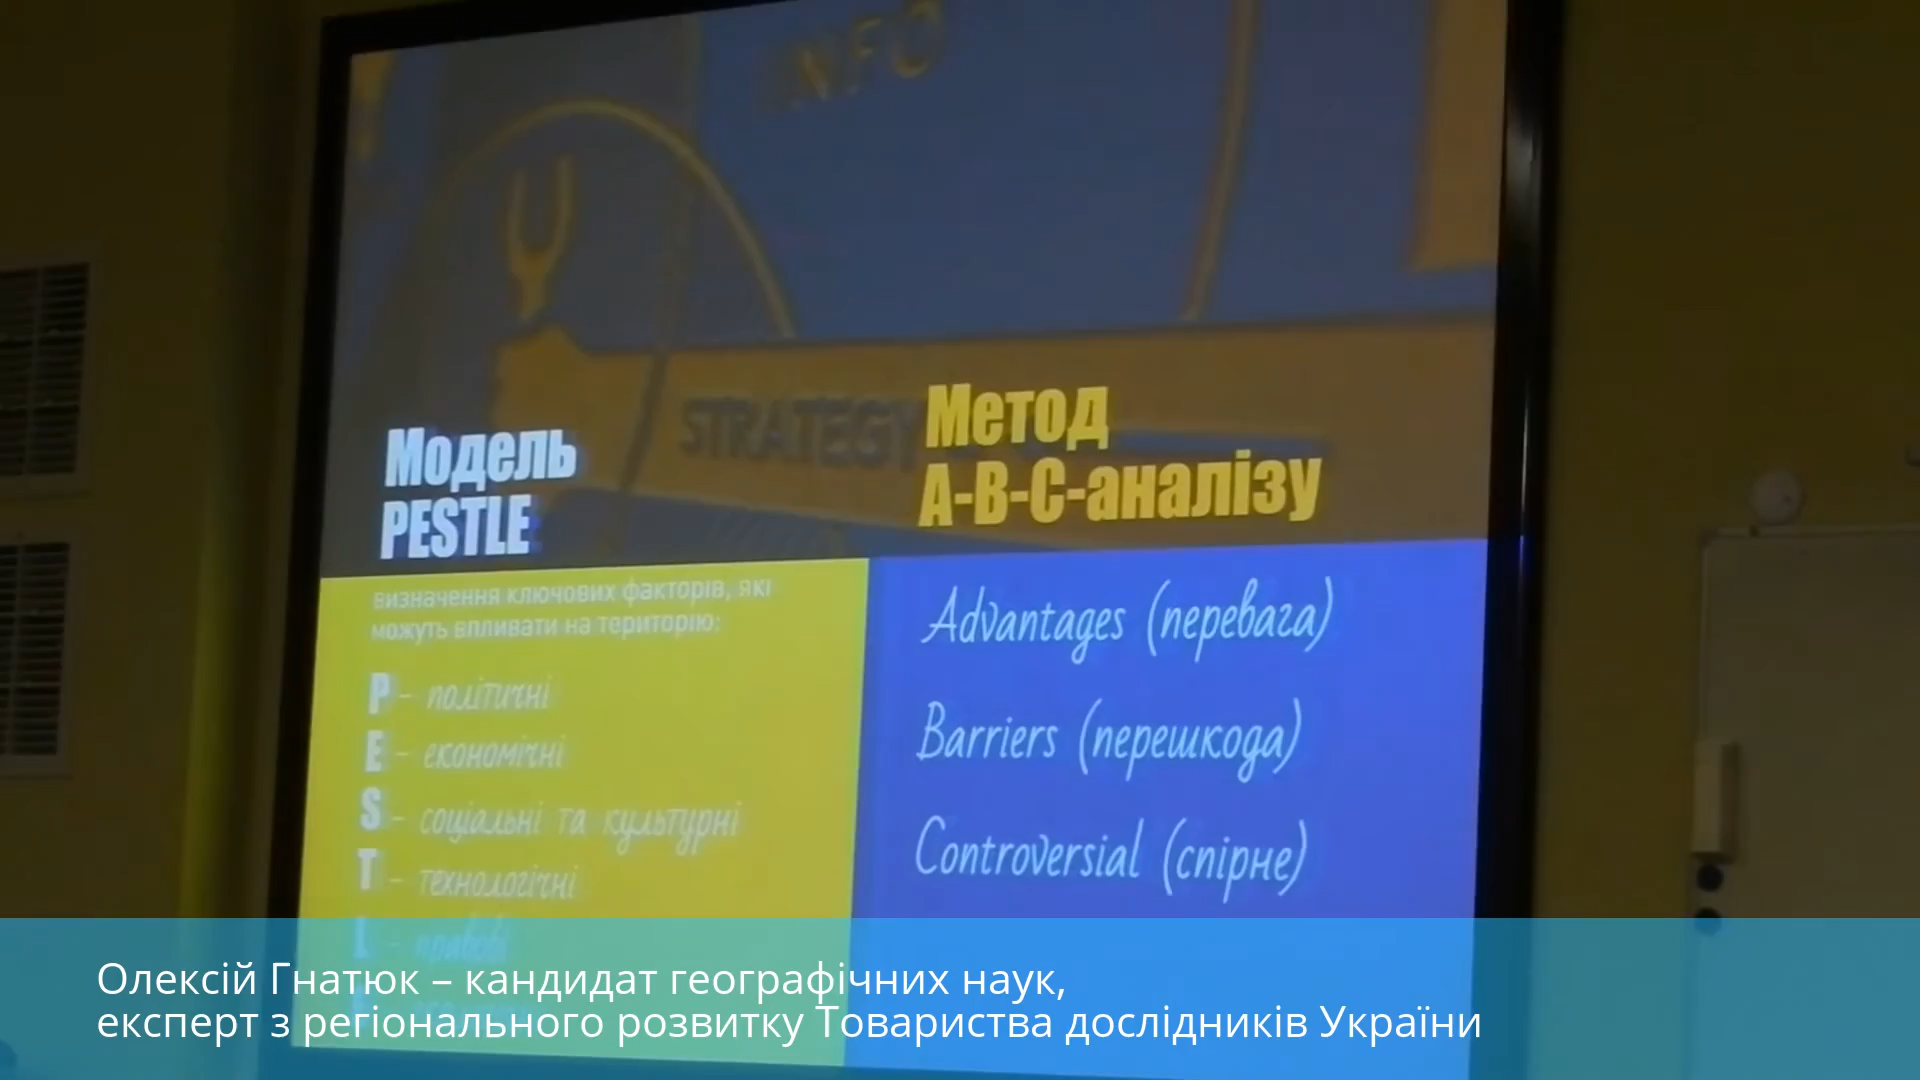 INFO
STRATEGY
Модель
PESTLE
визначення ключових факторів, які
можуть впливати на територію:
P – політичні
E – економічні
S – соціальні та культурні
T – технологічні
L – правові
Метод
А-В-С-аналізу
Advantages (перевага)
Barriers (перешкода)
Controversial (спірне)
Олексій Гнатюк – кандидат географічних наук,
експерт з регіонального розвитку Товариства дослідників України